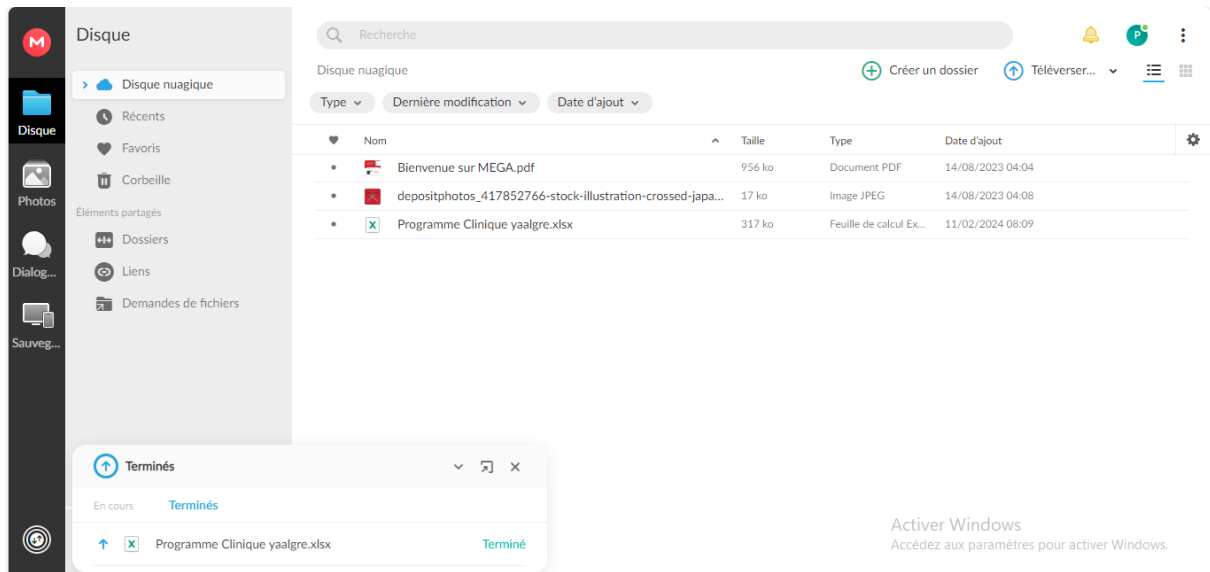 M
Disque
Photos
Dialog...
Sauveg...
Disque
Disque nuagique
Récents
Favoris
Corbeille
Éléments partagés
Dossiers
Liens
Demandes de fichiers
Recherche
P
Disque nuagique
Créer un dossier
Téléverser...
Type
Dernière modification
Date d'ajout
Nom Taille Type Date d'ajout
Bienvenue sur MEGA.pdf 956 ko Document PDF 14/08/2023 04:04
depositphotos_417852766-stock-illustration-crossed-japa... 17 ko Image JPEG 14/08/2023 04:08
X Programme Clinique yaalgre.xlsx 317 ko Feuille de calcul Ex... 11/02/2024 08:09
Terminés
En cours Terminés
X Programme Clinique yaalgre.xlsx Terminé
Activer Windows
Accédez aux paramètres pour activer Windows.